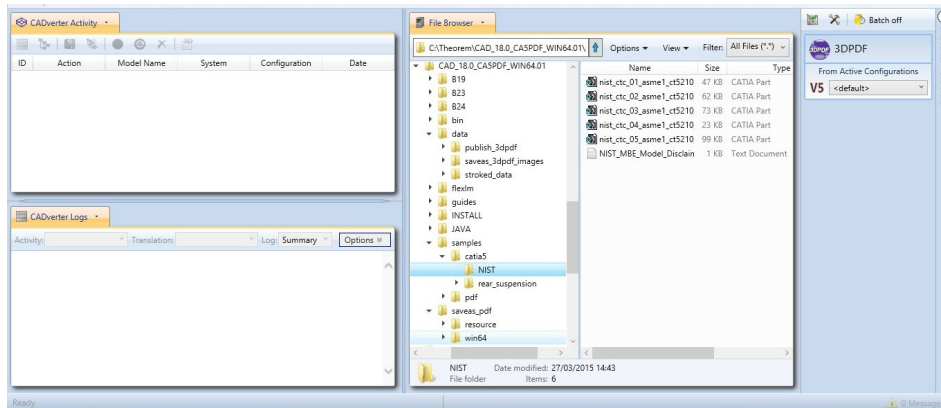 CADverter Activity
ID Action Model Name System Configuration Date
CADverter Logs
Activity: Translation: Log: Summary Options
Ready
File Browser
C:\Theorem\CAD_18.0_CA5PDF_WIN64.01\ Options View Filter: All Files (*.*)
CAD_18.0_CA5PDF_WIN64.01
B19
B23
B24
bin
data
publish_3dpdf
saveas_3dpdf_images
stroked_data
flexlm
guides
INSTALL
JAVA
samples
catia5
NIST
rear_suspension
pdf
saveas_pdf
resource
win64
Name Size Type
nist_ctc_01_asme1_ct5210 47 KB CATIA Part
nist_ctc_02_asme1_ct5210 62 KB CATIA Part
nist_ctc_03_asme1_ct5210 73 KB CATIA Part
nist_ctc_04_asme1_ct5210 23 KB CATIA Part
nist_ctc_05_asme1_ct5210 99 KB CATIA Part
NIST_MBE_Model_Disclain 1 KB Text Document
NIST Date modified: 27/03/2015 14:43
File folder Items: 6
Batch off
3DPDF 3DPDF
From Active Configurations
V5 <default>
0 Message